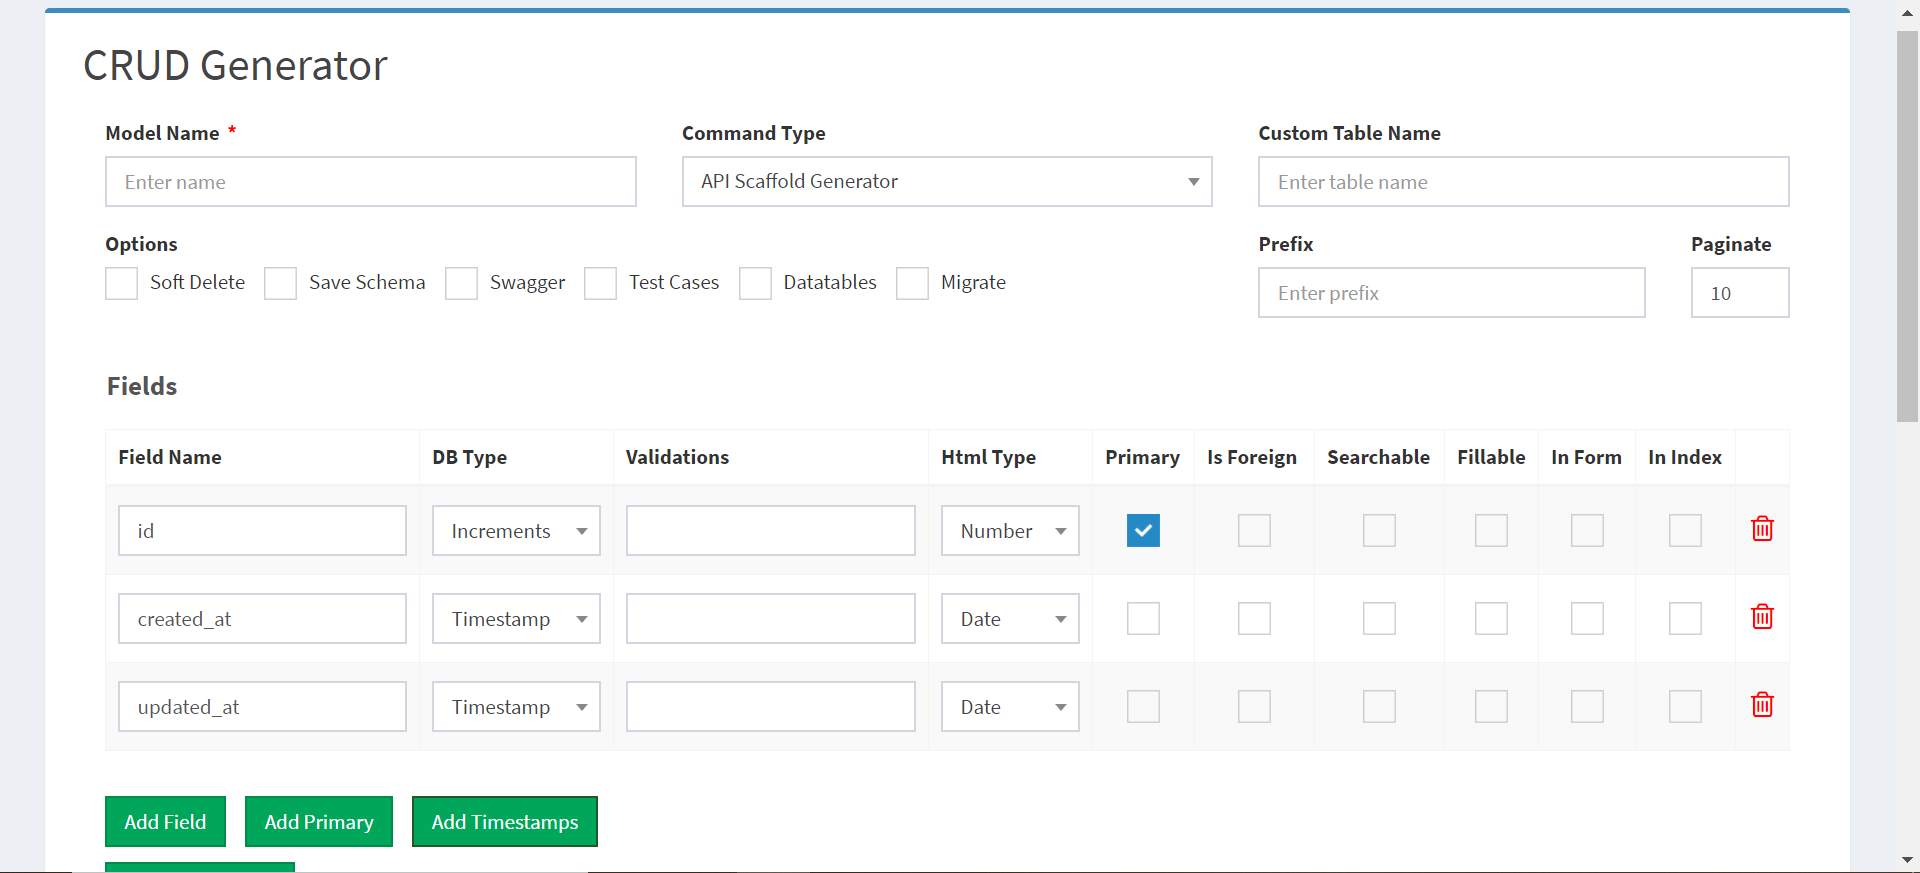 CRUD Generator
Model Name * Command Type Custom Table Name
Enter name API Scaffold Generator Enter table name
Options Prefix Paginate
Soft Delete Save Schema Swagger Test Cases Datatables Migrate Enter prefix 10
Fields
Field Name DB Type Validations Html Type Primary Is Foreign Searchable Fillable In Form In Index
id Increments Number
created_at Timestamp Date
updated_at Timestamp Date
Add Field Add Primary Add Timestamps